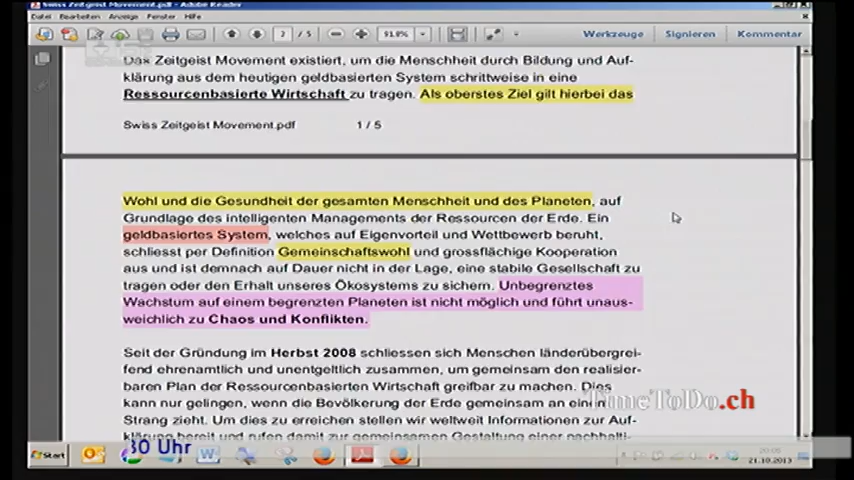 Swiss Zeitgeist Movement.pdf - Adobe Reader
Datei Bearbeiten Anzeige Fenster Hilfe
2 / 5 91.8% Werkzeuge Signieren Kommentar
Das Zeitgeist Movement existiert, um die Menschheit durch Bildung und Auf-
klärung aus dem heutigen geldbasierten System schrittweise in eine
Ressourcenbasierte Wirtschaft zu tragen. Als oberstes Ziel gilt hierbei das
Swiss Zeitgeist Movement.pdf 1 / 5
Wohl und die Gesundheit der gesamten Menschheit und des Planeten, auf
Grundlage des intelligenten Managements der Ressourcen der Erde. Ein
geldbasiertes System, welches auf Eigenvorteil und Wettbewerb beruht,
schliesst per Definition Gemeinschaftswohl und grossflächige Kooperation
aus und ist demnach auf Dauer nicht in der Lage, eine stabile Gesellschaft zu
tragen oder den Erhalt unseres Ökosystems zu sichern. Unbegrenztes
Wachstum auf einem begrenzten Planeten ist nicht möglich und führt unaus-
weichlich zu Chaos und Konflikten.
Seit der Gründung im Herbst 2008 schliessen sich Menschen länderübergrei-
fend ehrenamtlich und unentgeltlich zusammen, um gemeinsam den realisier-
baren Plan der Ressourcenbasierten Wirtschaft greifbar zu machen. Dies
kann nur gelingen, wenn die Bevölkerung der Erde gemeinsam an einem
Strang zieht. Um dies zu erreichen stellen wir weltweit Informationen zur Auf-
klärung bereit und rufen damit zur gemeinsamen Gestaltung einer nachhalti-
TimeToDo.ch
Start 30 Uhr
21.10.2013